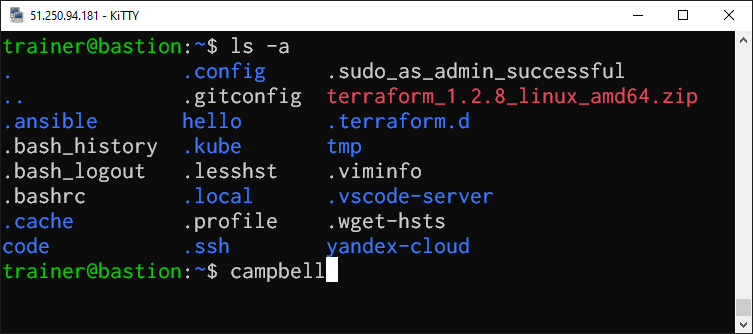 51.250.94.181 - KiTTY
trainer@bastion:~$ ls -a
. .config .sudo_as_admin_successful
.. .gitconfig terraform_1.2.8_linux_amd64.zip
.ansible hello .terraform.d
.bash_history .kube tmp
.bash_logout .lesshst .viminfo
.bashrc .local .vscode-server
.cache .profile .wget-hsts
code .ssh yandex-cloud
trainer@bastion:~$ campbell